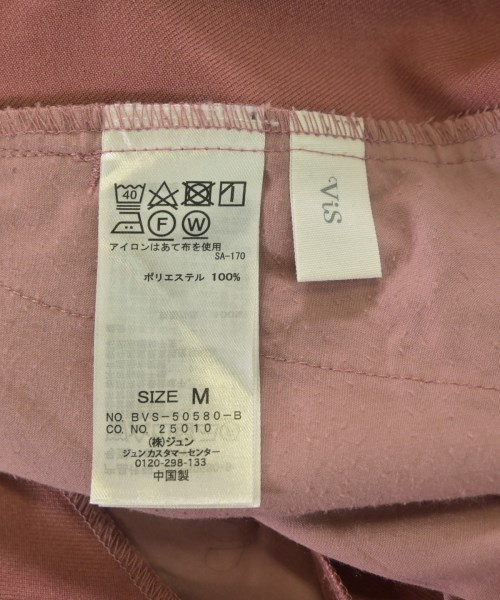 40
F W
アイロンはあて布を使用
SA-170
ポリエステル 100%
SIZE M
NO. BVS-50580-B
CO. NO. 25010
(株)ジュン
ジュンカスタマーセンター
0120-298-133
中国製
ViS